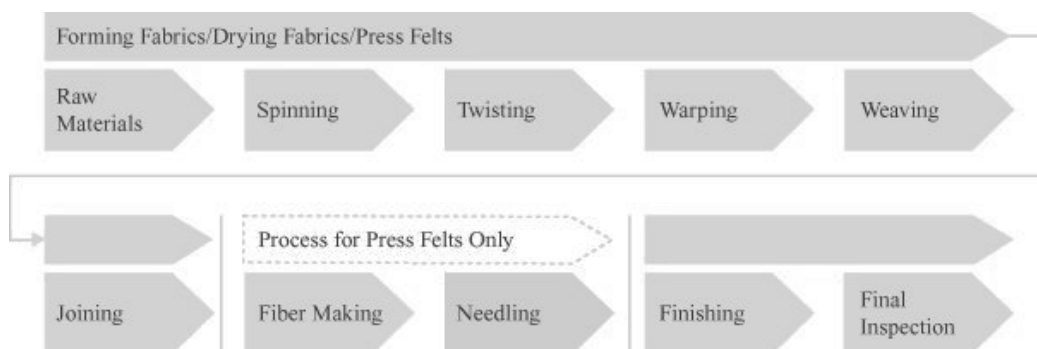 Forming Fabrics/Drying Fabrics/Press Felts
Raw
Materials
Spinning
Twisting
Warping
Weaving
Process for Press Felts Only
Joining
Fiber Making
Needling
Finishing
Final
Inspection